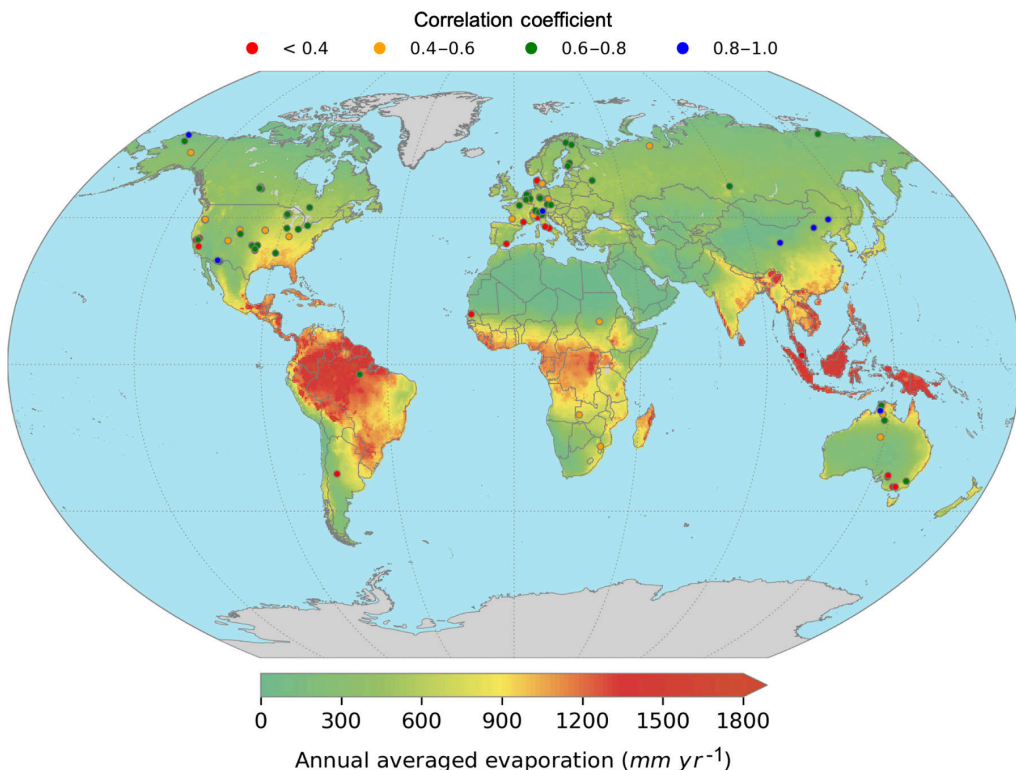 Correlation coefficient
< 0.4 0.4–0.6 0.6–0.8 0.8–1.0
0 300 600 900 1200 1500 1800
Annual averaged evaporation (mm yr⁻¹)